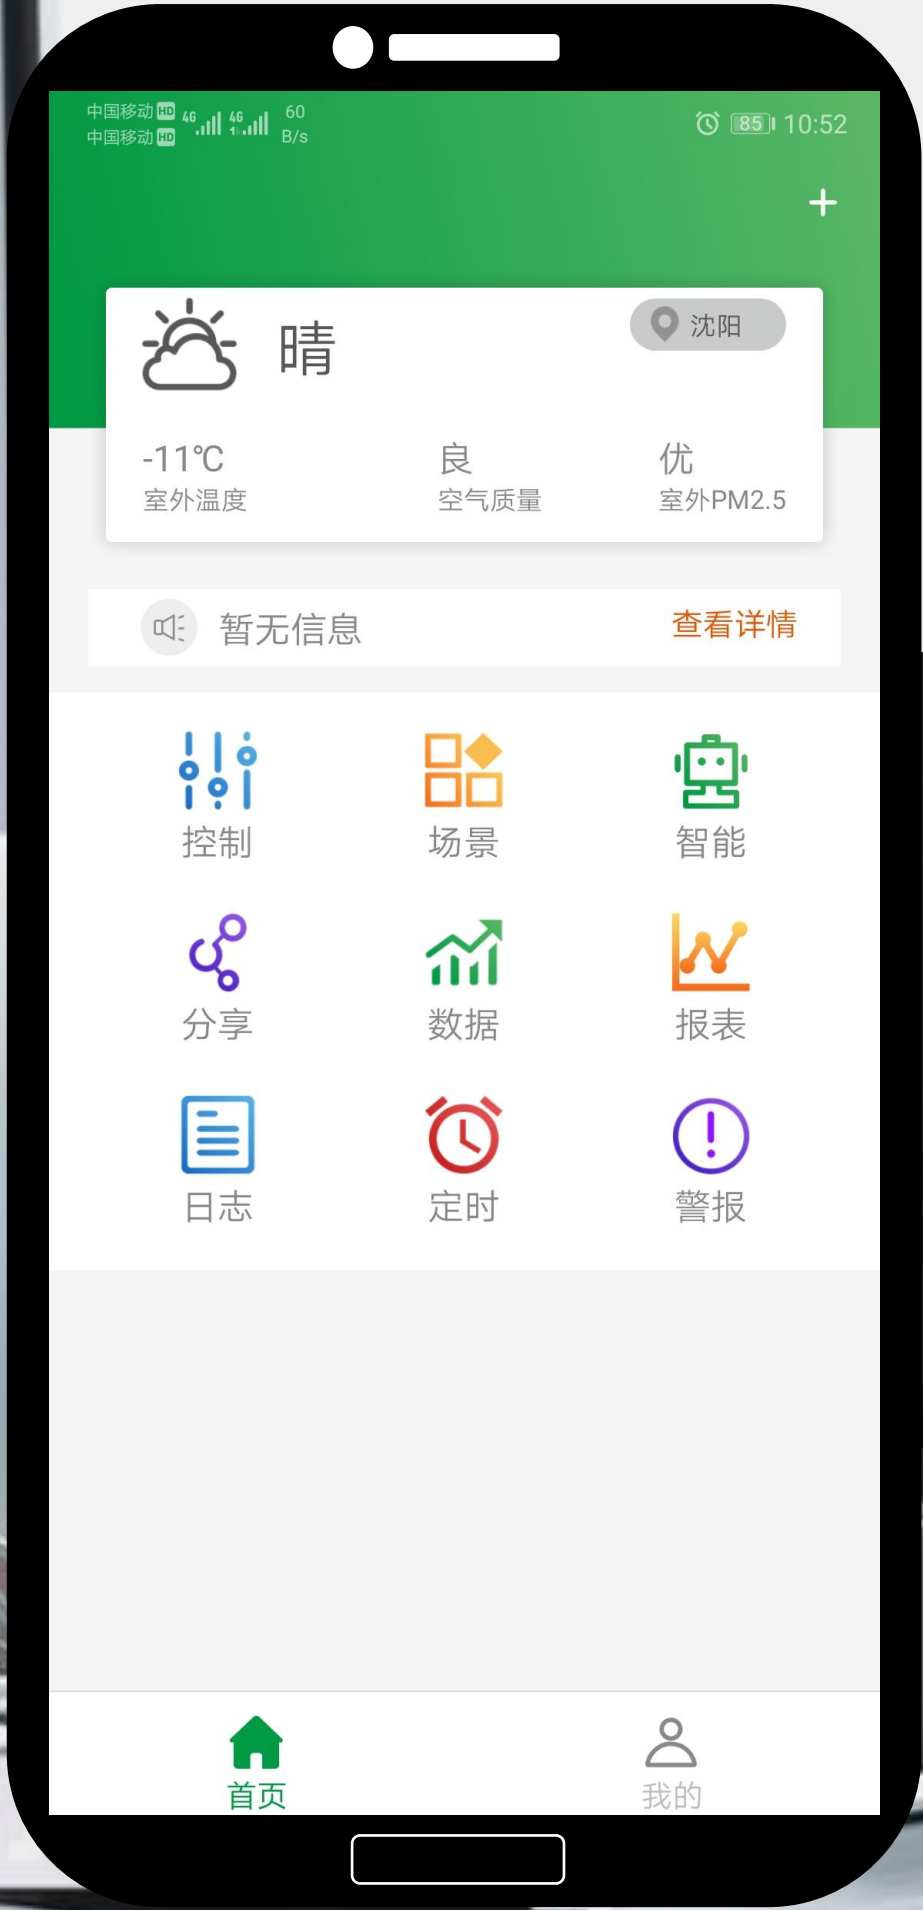 中国移动 HD 4G 4G 60
中国移动 HD 1 B/s
85 10:52
晴
沈阳
-11℃ 良 优
室外温度 空气质量 室外PM2.5
暂无信息 查看详情
控制 场景 智能
分享 数据 报表
日志 定时 警报
首页 我的